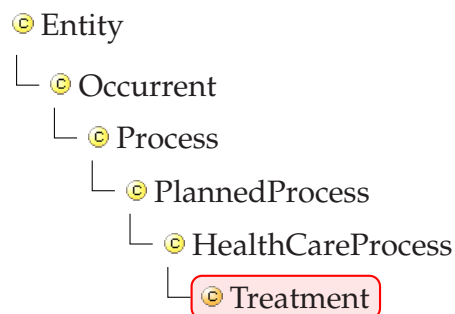 Entity
Occurrent
Process
PlannedProcess
HealthCareProcess
Treatment